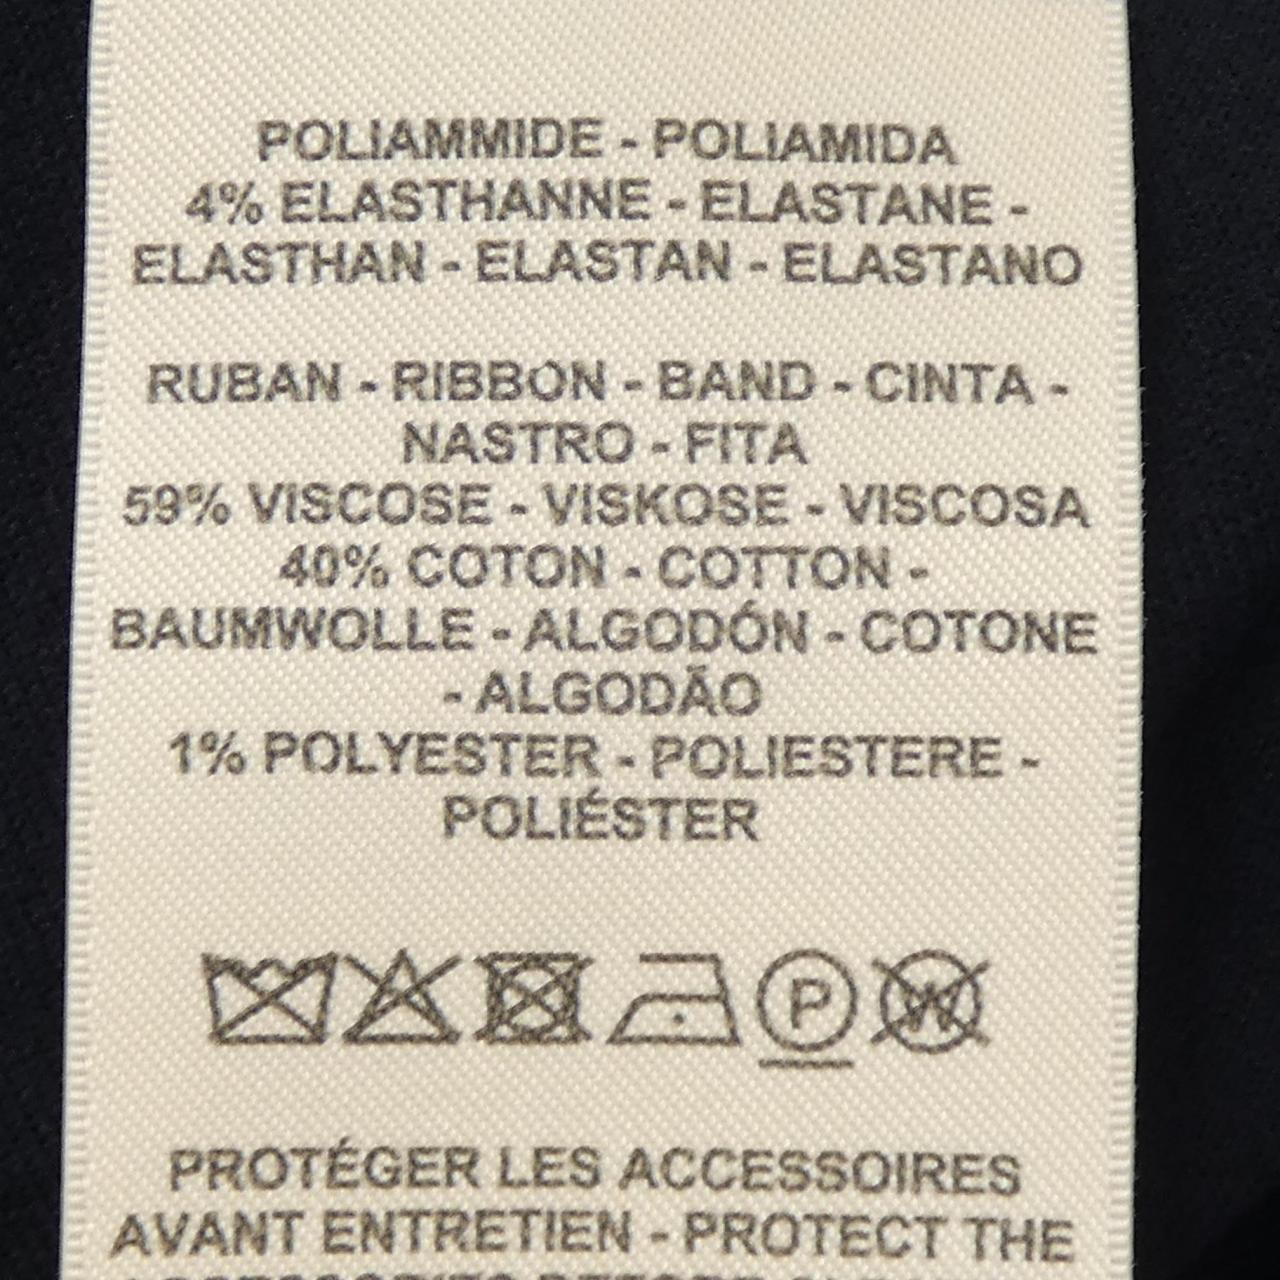 POLIAMMIDE - POLIAMIDA
4% ELASTHANNE - ELASTANE -
ELASTHAN - ELASTAN - ELASTANO
RUBAN - RIBBON - BAND - CINTA -
NASTRO - FITA
59% VISCOSE - VISKOSE - VISCOSA
40% COTON - COTTON -
BAUMWOLLE - ALGODÓN - COTONE
- ALGODÃO
1% POLYESTER - POLIESTERE -
POLIÉSTER
P W
PROTÉGER LES ACCESSOIRES
AVANT ENTRETIEN - PROTECT THE